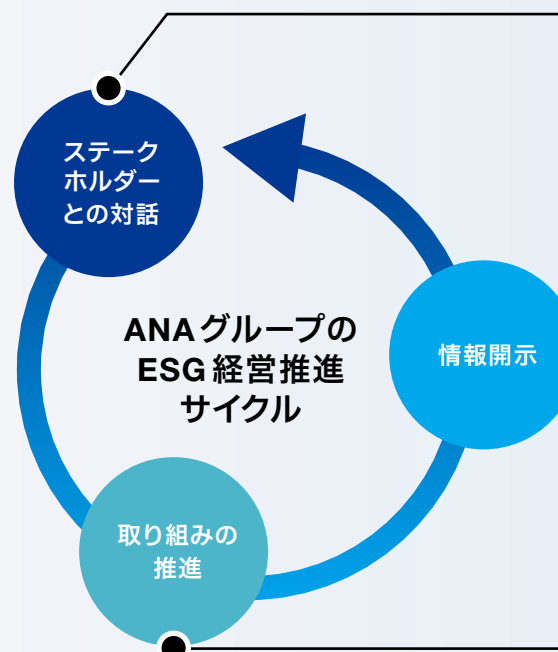 ステーク
ホルダー
との対話
ANAグループの
ESG経営推進
サイクル
情報開示
取り組みの
推進